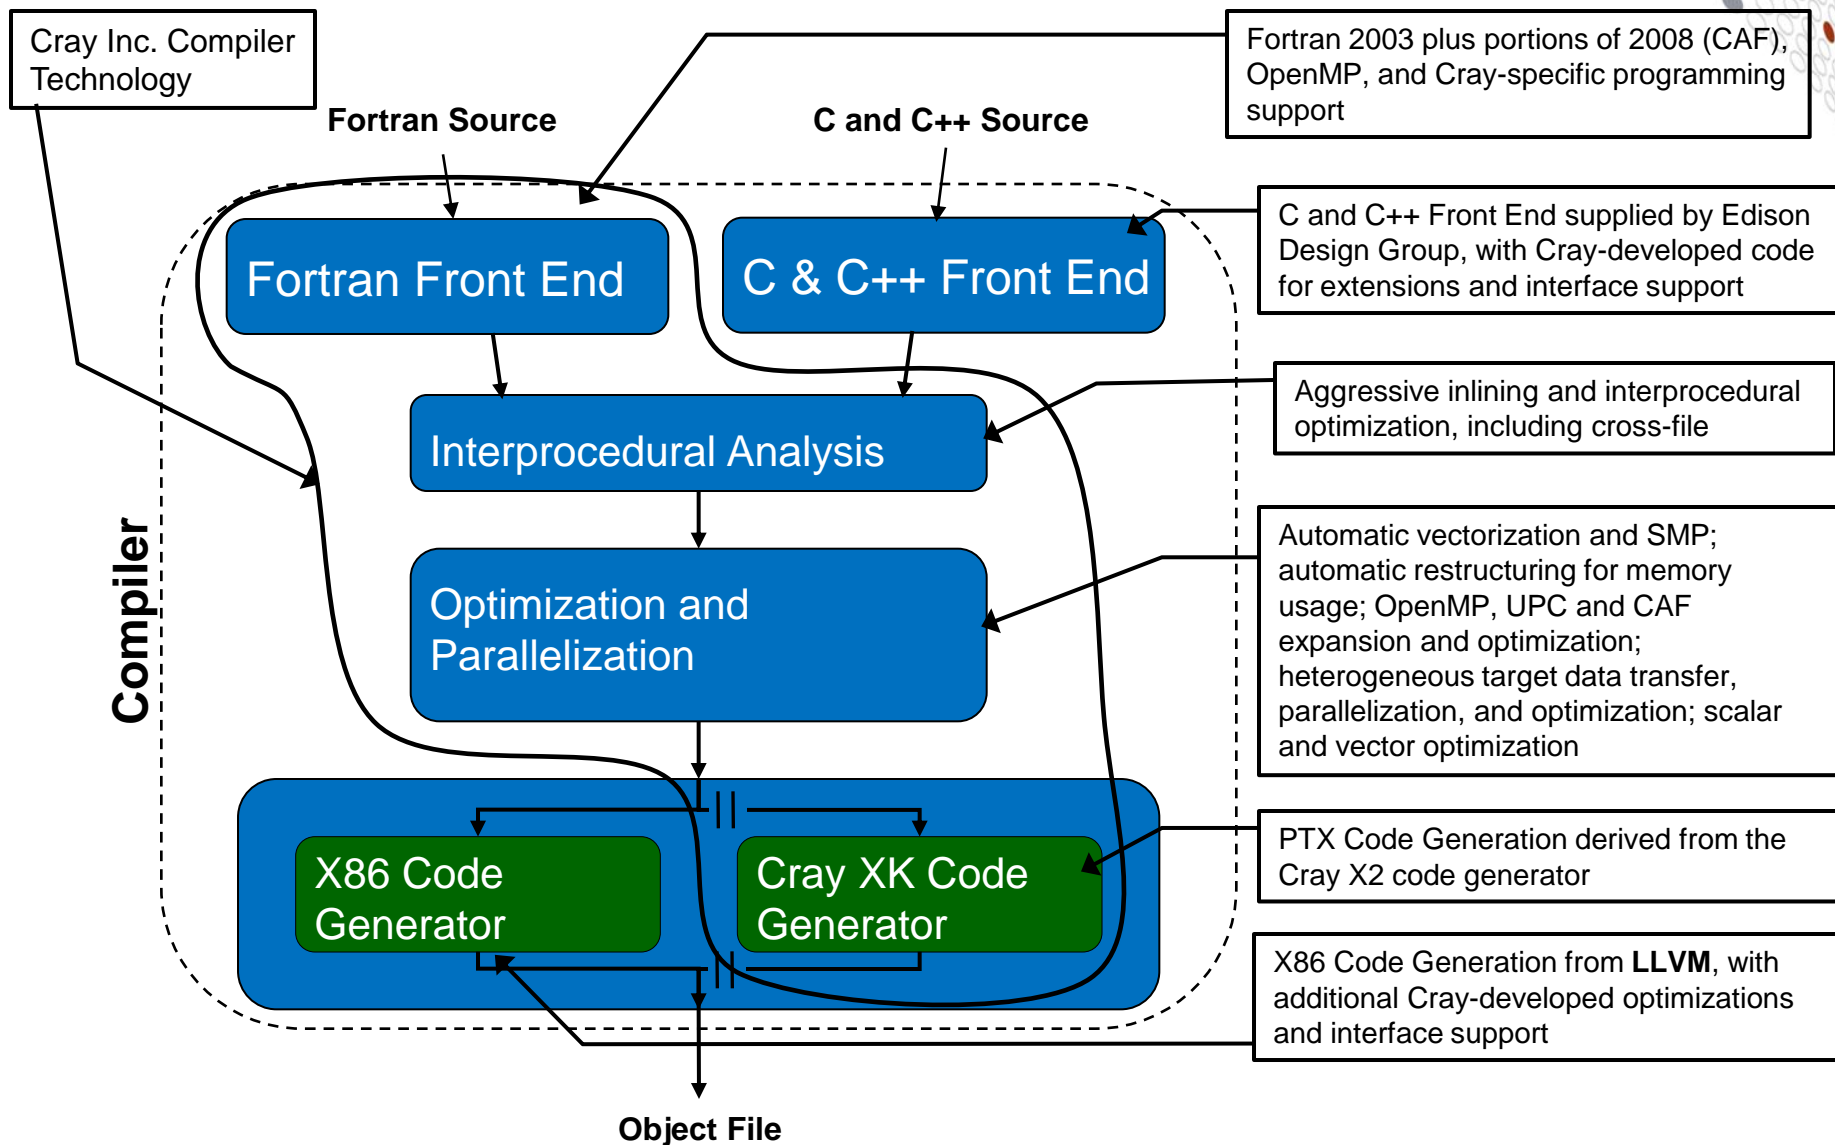 Cray Inc. Compiler
Technology
Fortran 2003 plus portions of 2008 (CAF),
OpenMP, and Cray-specific programming
support
Fortran Source
C and C++ Source
C and C++ Front End supplied by Edison
Design Group, with Cray-developed code
for extensions and interface support
Fortran Front End
C & C++ Front End
Aggressive inlining and interprocedural
optimization, including cross-file
Interprocedural Analysis
Compiler
Automatic vectorization and SMP;
automatic restructuring for memory
usage; OpenMP, UPC and CAF
expansion and optimization;
heterogeneous target data transfer,
parallelization, and optimization; scalar
and vector optimization
Optimization and
Parallelization
PTX Code Generation derived from the
Cray X2 code generator
X86 Code
Generator
Cray XK Code
Generator
X86 Code Generation from LLVM, with
additional Cray-developed optimizations
and interface support
Object File